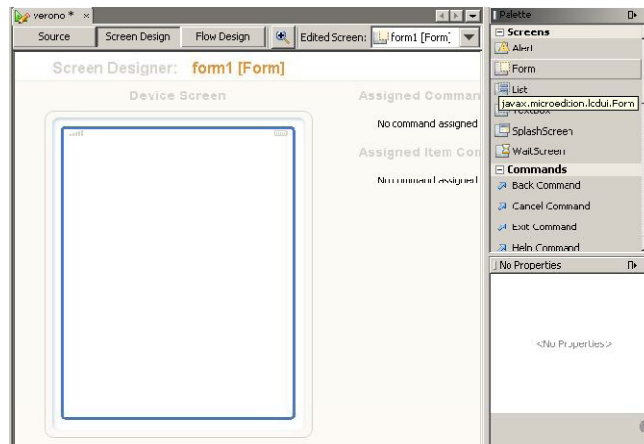 verono *
Source Screen Design Flow Design Edited Screen: form1 [Form]
Screen Designer: form1 [Form]
Device Screen
Assigned Comman
No command assigned
Assigned Item Con
No command assigned
Palette
Screens
Alert
Form
List
javax.microedition.lcdui.Form
TextBox
SplashScreen
WaitScreen
Commands
Back Command
Cancel Command
Exit Command
Help Command
No Properties
<No Properties>